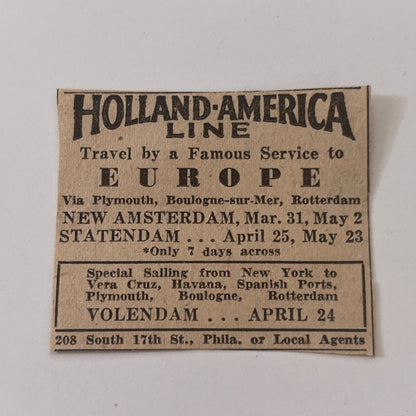 HOLLAND-AMERICA
LINE
Travel by a Famous Service to
EUROPE
Via Plymouth, Boulogne-sur-Mer, Rotterdam
NEW AMSTERDAM, Mar. 31, May 2
STATENDAM . . . April 25, May 23
*Only 7 days across
Special Sailing from New York to
Vera Cruz, Havana, Spanish Ports,
Plymouth, Boulogne, Rotterdam
VOLENDAM . . . APRIL 24
208 South 17th St., Phila. or Local Agents